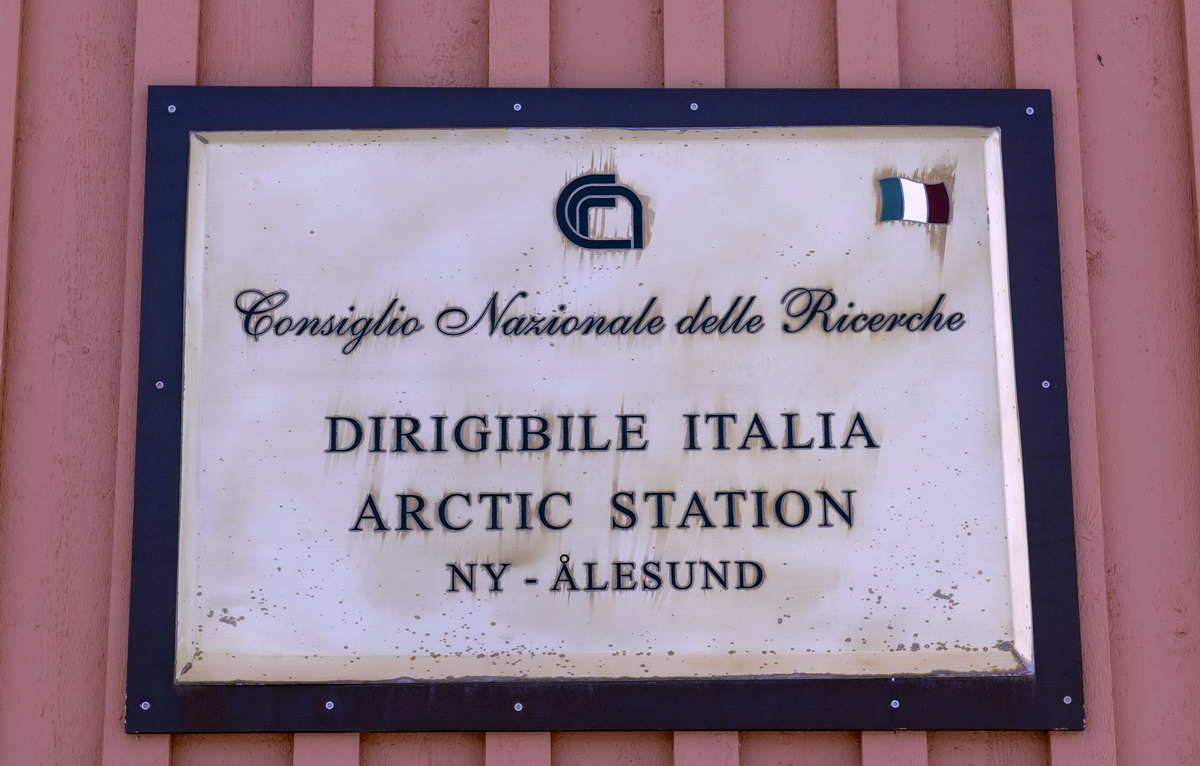 Consiglio Nazionale delle Ricerche
DIRIGIBILE ITALIA
ARCTIC STATION
NY - ÅLESUND